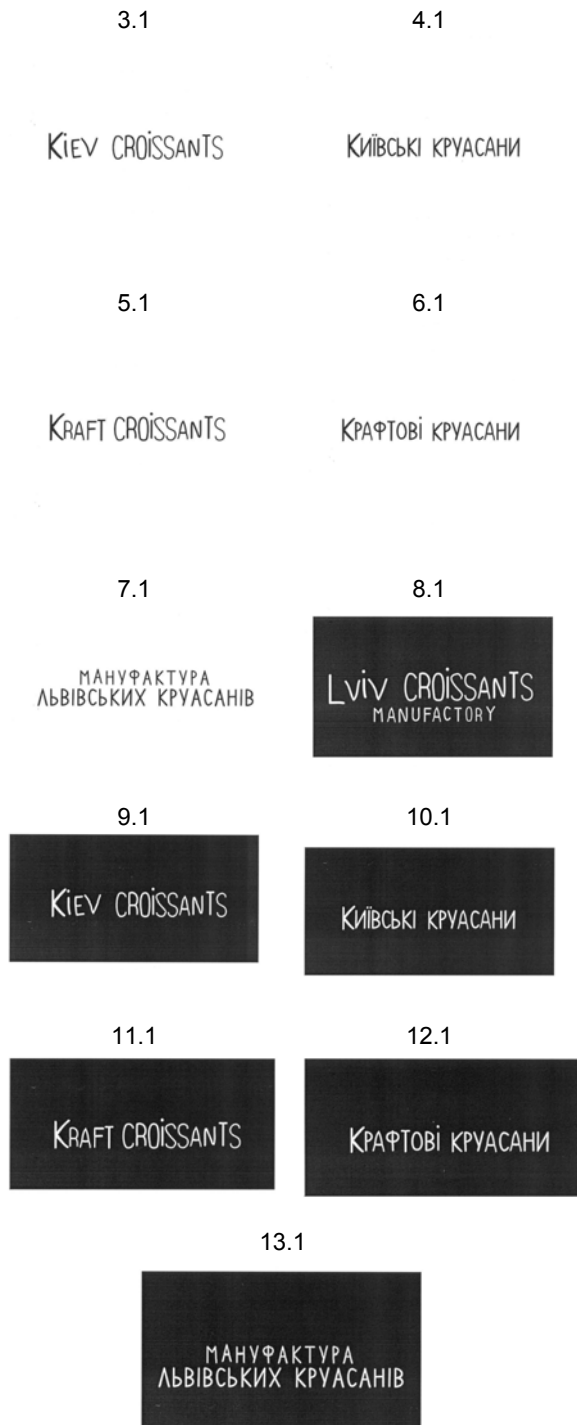 3.1
4.1
KiEV CROiSSANTS
КИЇВСЬКІ КРУАСАНИ
5.1
6.1
KRAFT CROiSSANTS
КРАФТОВі КРУАСАНИ
7.1
8.1
МАНУФАКТУРА
ЛЬВІВСЬКИХ КРУАСАНІВ
LViV CROiSSANTS
MANUFACTORY
9.1
10.1
KiEV CROiSSANTS
КИЇВСЬКІ КРУАСАНИ
11.1
12.1
KRAFT CROiSSANTS
КРАФТОВі КРУАСАНИ
13.1
МАНУФАКТУРА
ЛЬВІВСЬКИХ КРУАСАНІВ